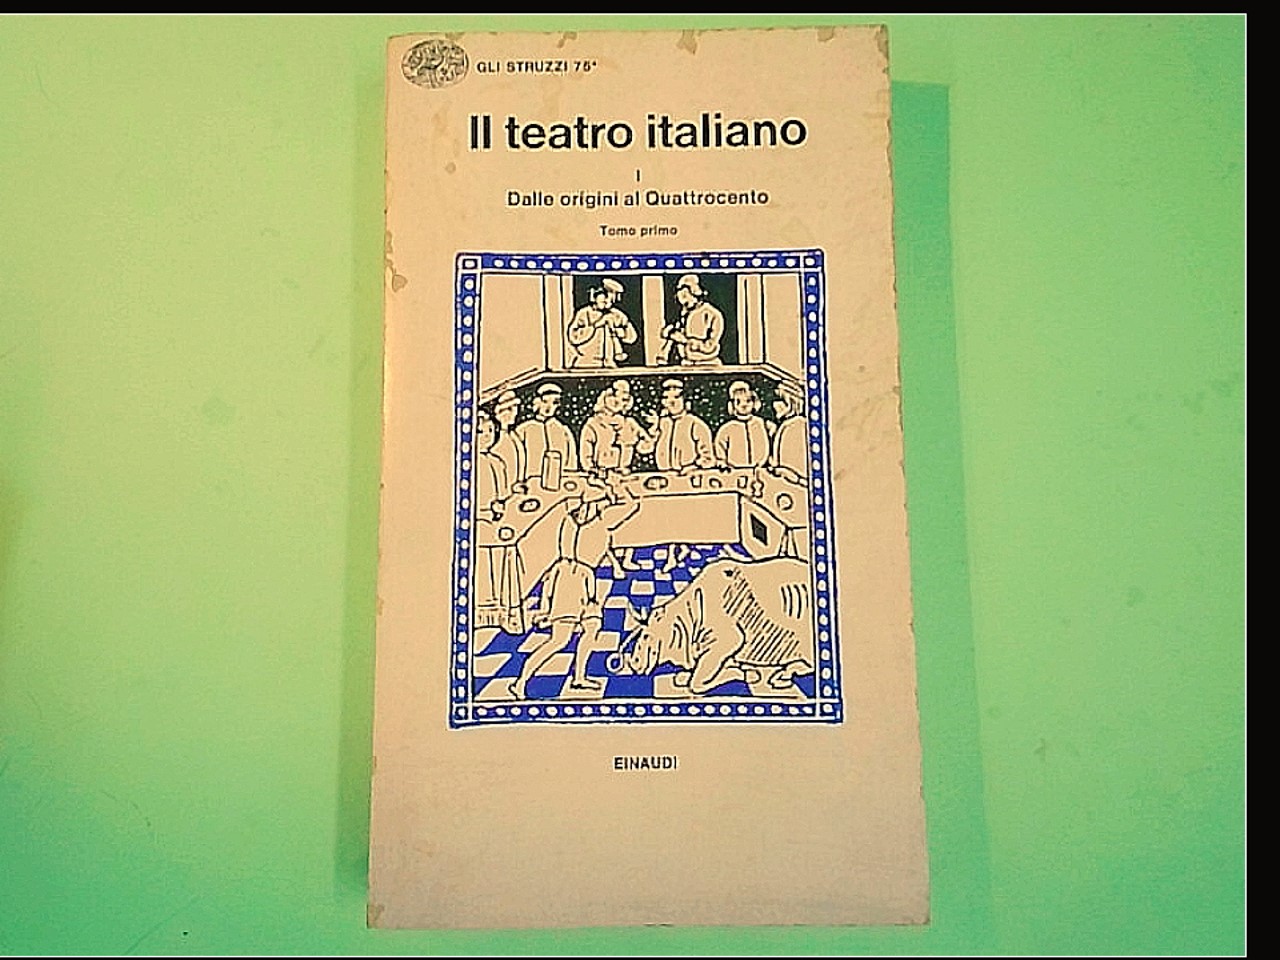 GLI STRUZZI 75*
Il teatro italiano
I
Dalle origini al Quattrocento
Tomo primo
EINAUDI